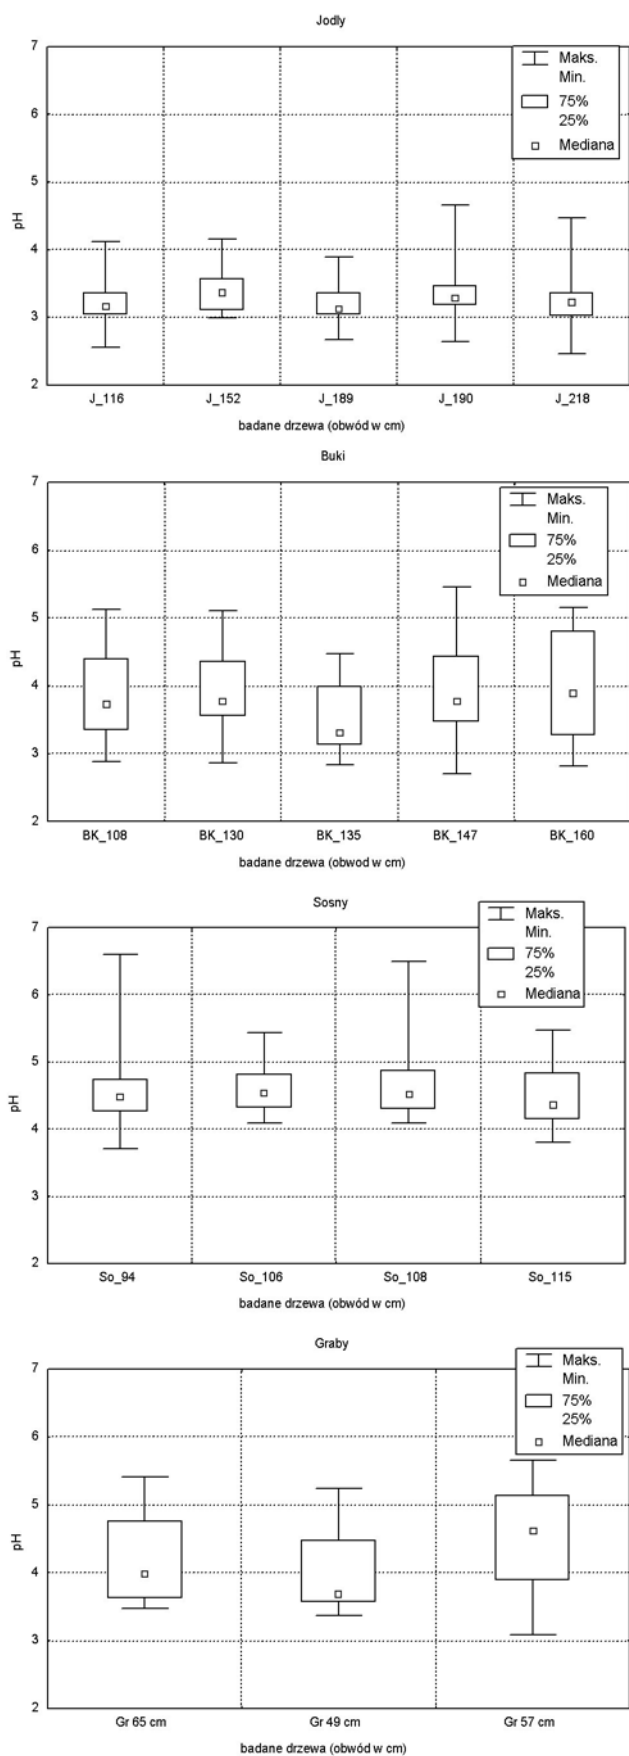 Jodly
7
6
5
4
3
2
pH
Maks.
Min.
75%
25%
Mediana
J_116 J_152 J_189 J_190 J_218
badane drzewa (obwód w cm)
Buki
7
6
5
4
3
2
pH
Maks.
Min.
75%
25%
Mediana
BK_108 BK_130 BK_135 BK_147 BK_160
badane drzewa (obwod w cm)
Sosny
7
6
5
4
3
2
pH
Maks.
Min.
75%
25%
Mediana
So_94 So_106 So_108 So_115
badane drzewa (obwód w cm)
Graby
7
6
5
4
3
2
pH
Maks.
Min.
75%
25%
Mediana
Gr 65 cm Gr 49 cm Gr 57 cm
badane drzewa (obwód w cm)